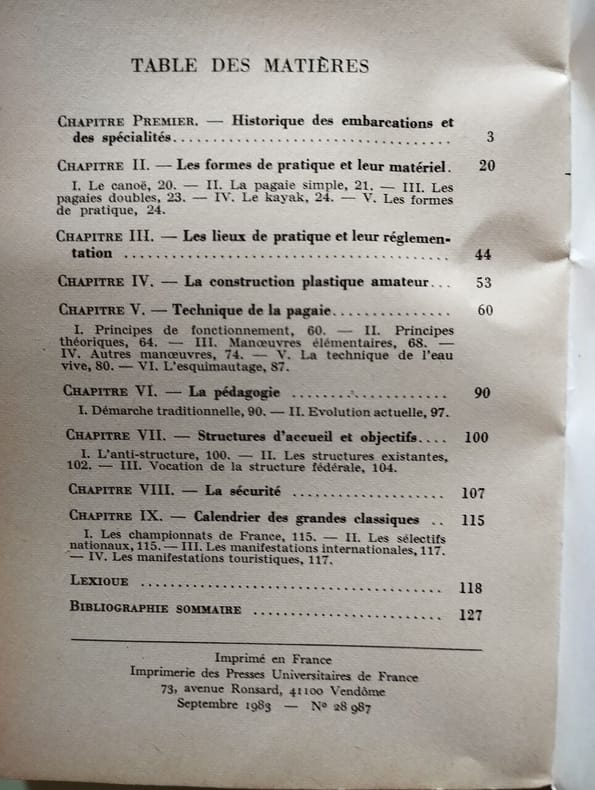 TABLE DES MATIÈRES
CHAPITRE PREMIER. — Historique des embarcations et
des spécialités.................................. 3
CHAPITRE II. — Les formes de pratique et leur matériel. 20
I. Le canoë, 20. — II. La pagaie simple, 21. — III. Les
pagaies doubles, 23. — IV. Le kayak, 24. — V. Les formes
de pratique, 24.
CHAPITRE III. — Les lieux de pratique et leur réglemen-
tation ....................................... 44
CHAPITRE IV. — La construction plastique amateur... 53
CHAPITRE V. — Technique de la pagaie............... 60
I. Principes de fonctionnement, 60. — II. Principes
théoriques, 64. — III. Manœuvres élémentaires, 68. —
IV. Autres manœuvres, 74. — V. La technique de l'eau
vive, 80. — VI. L'esquimautage, 87.
CHAPITRE VI. — La pédagogie .................... 90
I. Démarche traditionnelle, 90. — II. Evolution actuelle, 97.
CHAPITRE VII. — Structures d'accueil et objectifs.... 100
I. L'anti-structure, 100. — II. Les structures existantes,
102. — III. Vocation de la structure fédérale, 104.
CHAPITRE VIII. — La sécurité ................... 107
CHAPITRE IX. — Calendrier des grandes classiques .. 115
I. Les championnats de France, 115. — II. Les sélectifs
nationaux, 115. — III. Les manifestations internationales, 117.
— IV. Les manifestations touristiques, 117.
LEXIQUE ..................................... 118
BIBLIOGRAPHIE SOMMAIRE ....................... 127
Imprimé en France
Imprimerie des Presses Universitaires de France
73, avenue Ronsard, 41100 Vendôme
Septembre 1983 — N° 28 987